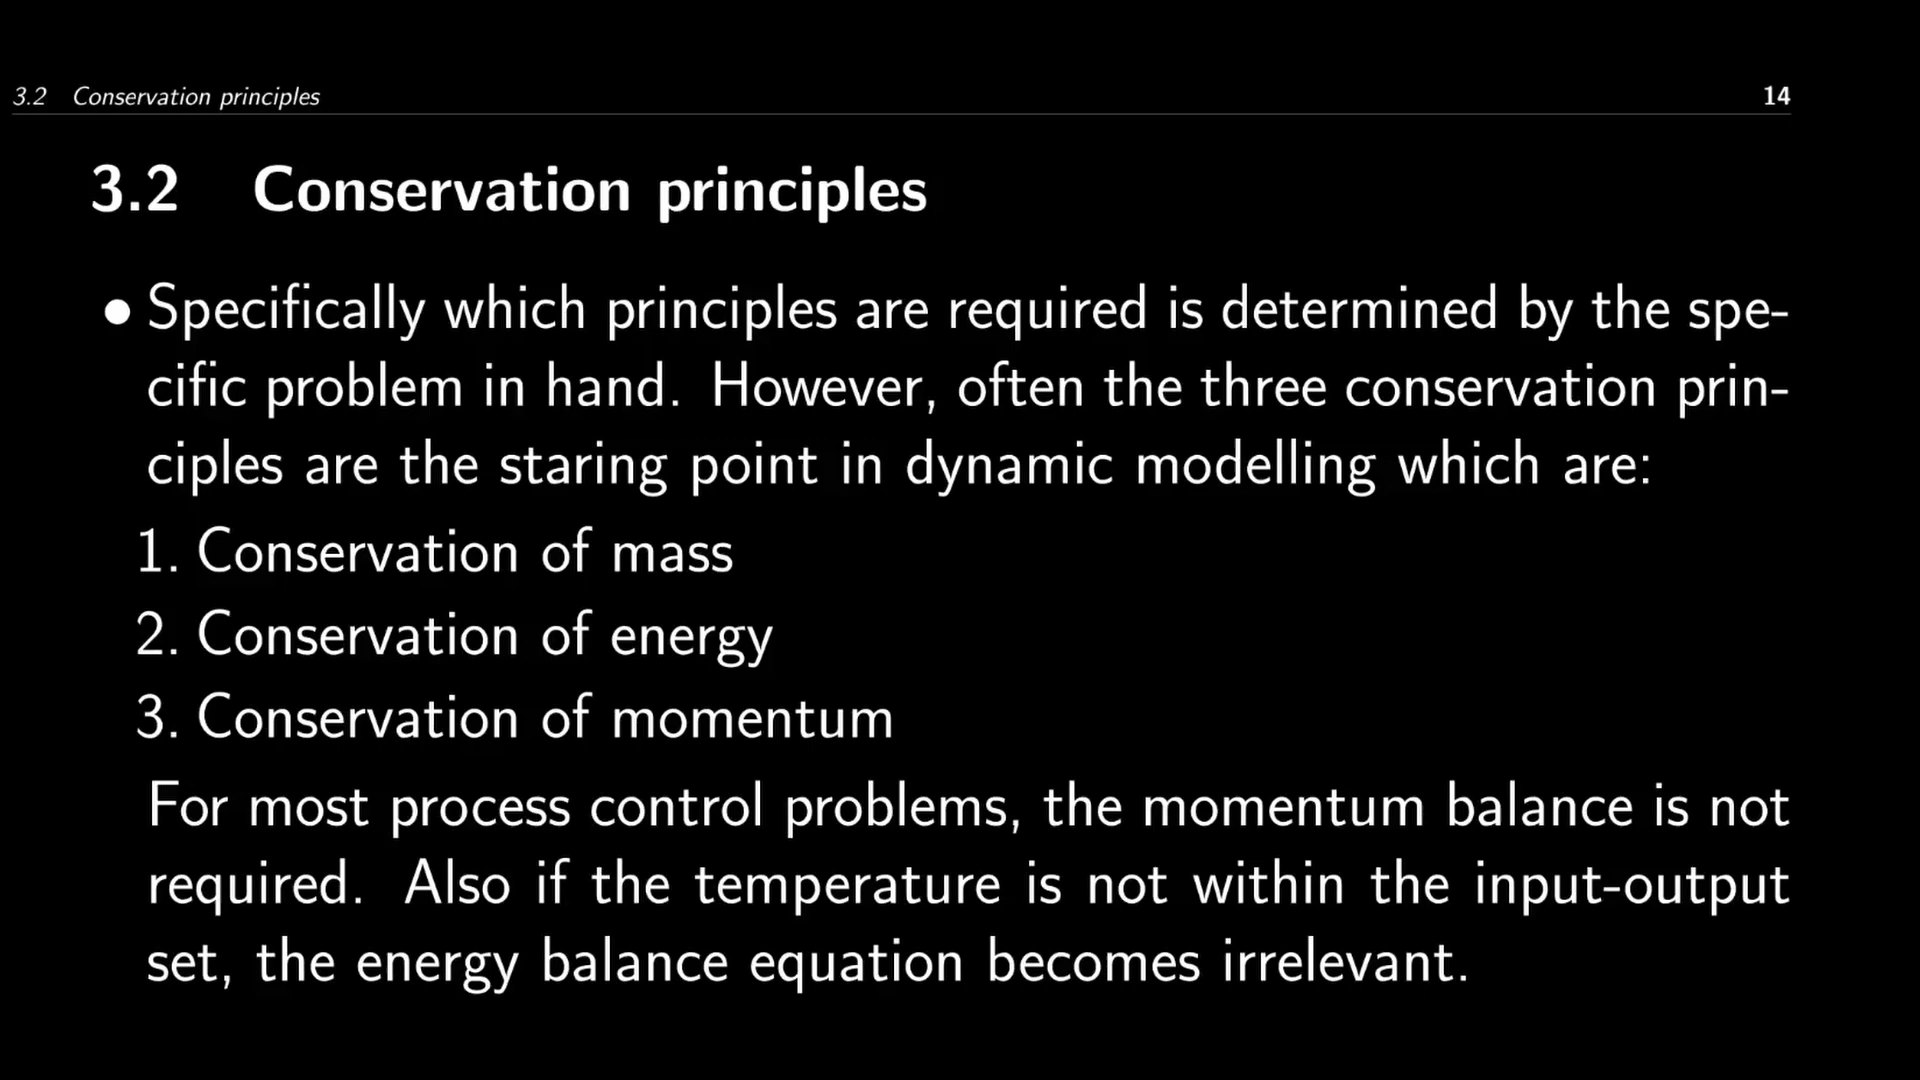 3.2 Conservation principles 14
3.2 Conservation principles
• Specifically which principles are required is determined by the spe-
cific problem in hand. However, often the three conservation prin-
ciples are the staring point in dynamic modelling which are:
1. Conservation of mass
2. Conservation of energy
3. Conservation of momentum
For most process control problems, the momentum balance is not
required. Also if the temperature is not within the input-output
set, the energy balance equation becomes irrelevant.